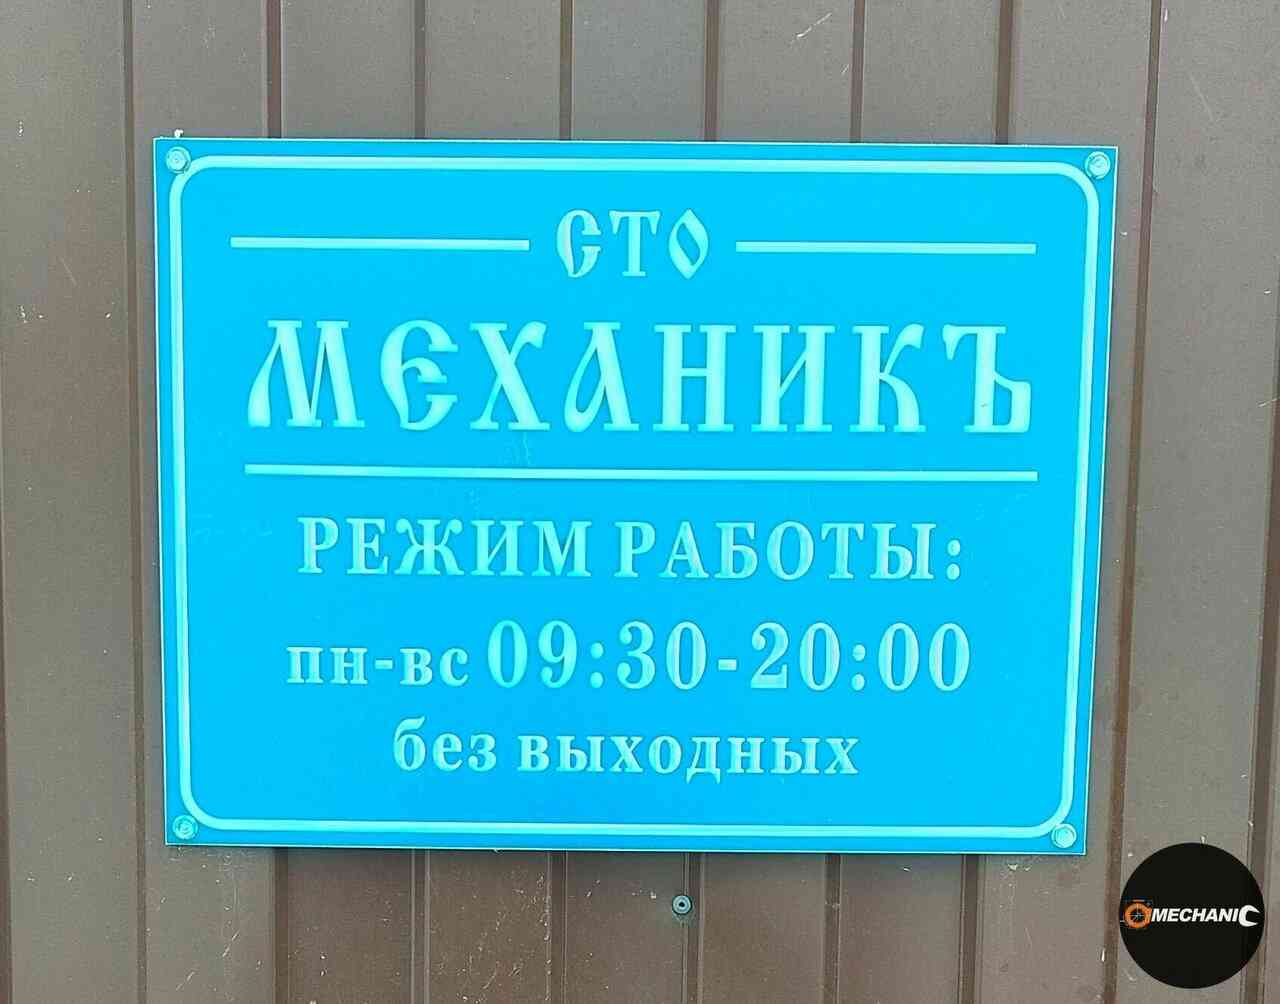 СТО
МЕХАНИКЪ
РЕЖИМ РАБОТЫ:
пн-вс 09:30-20:00
без выходных
MECHANIC